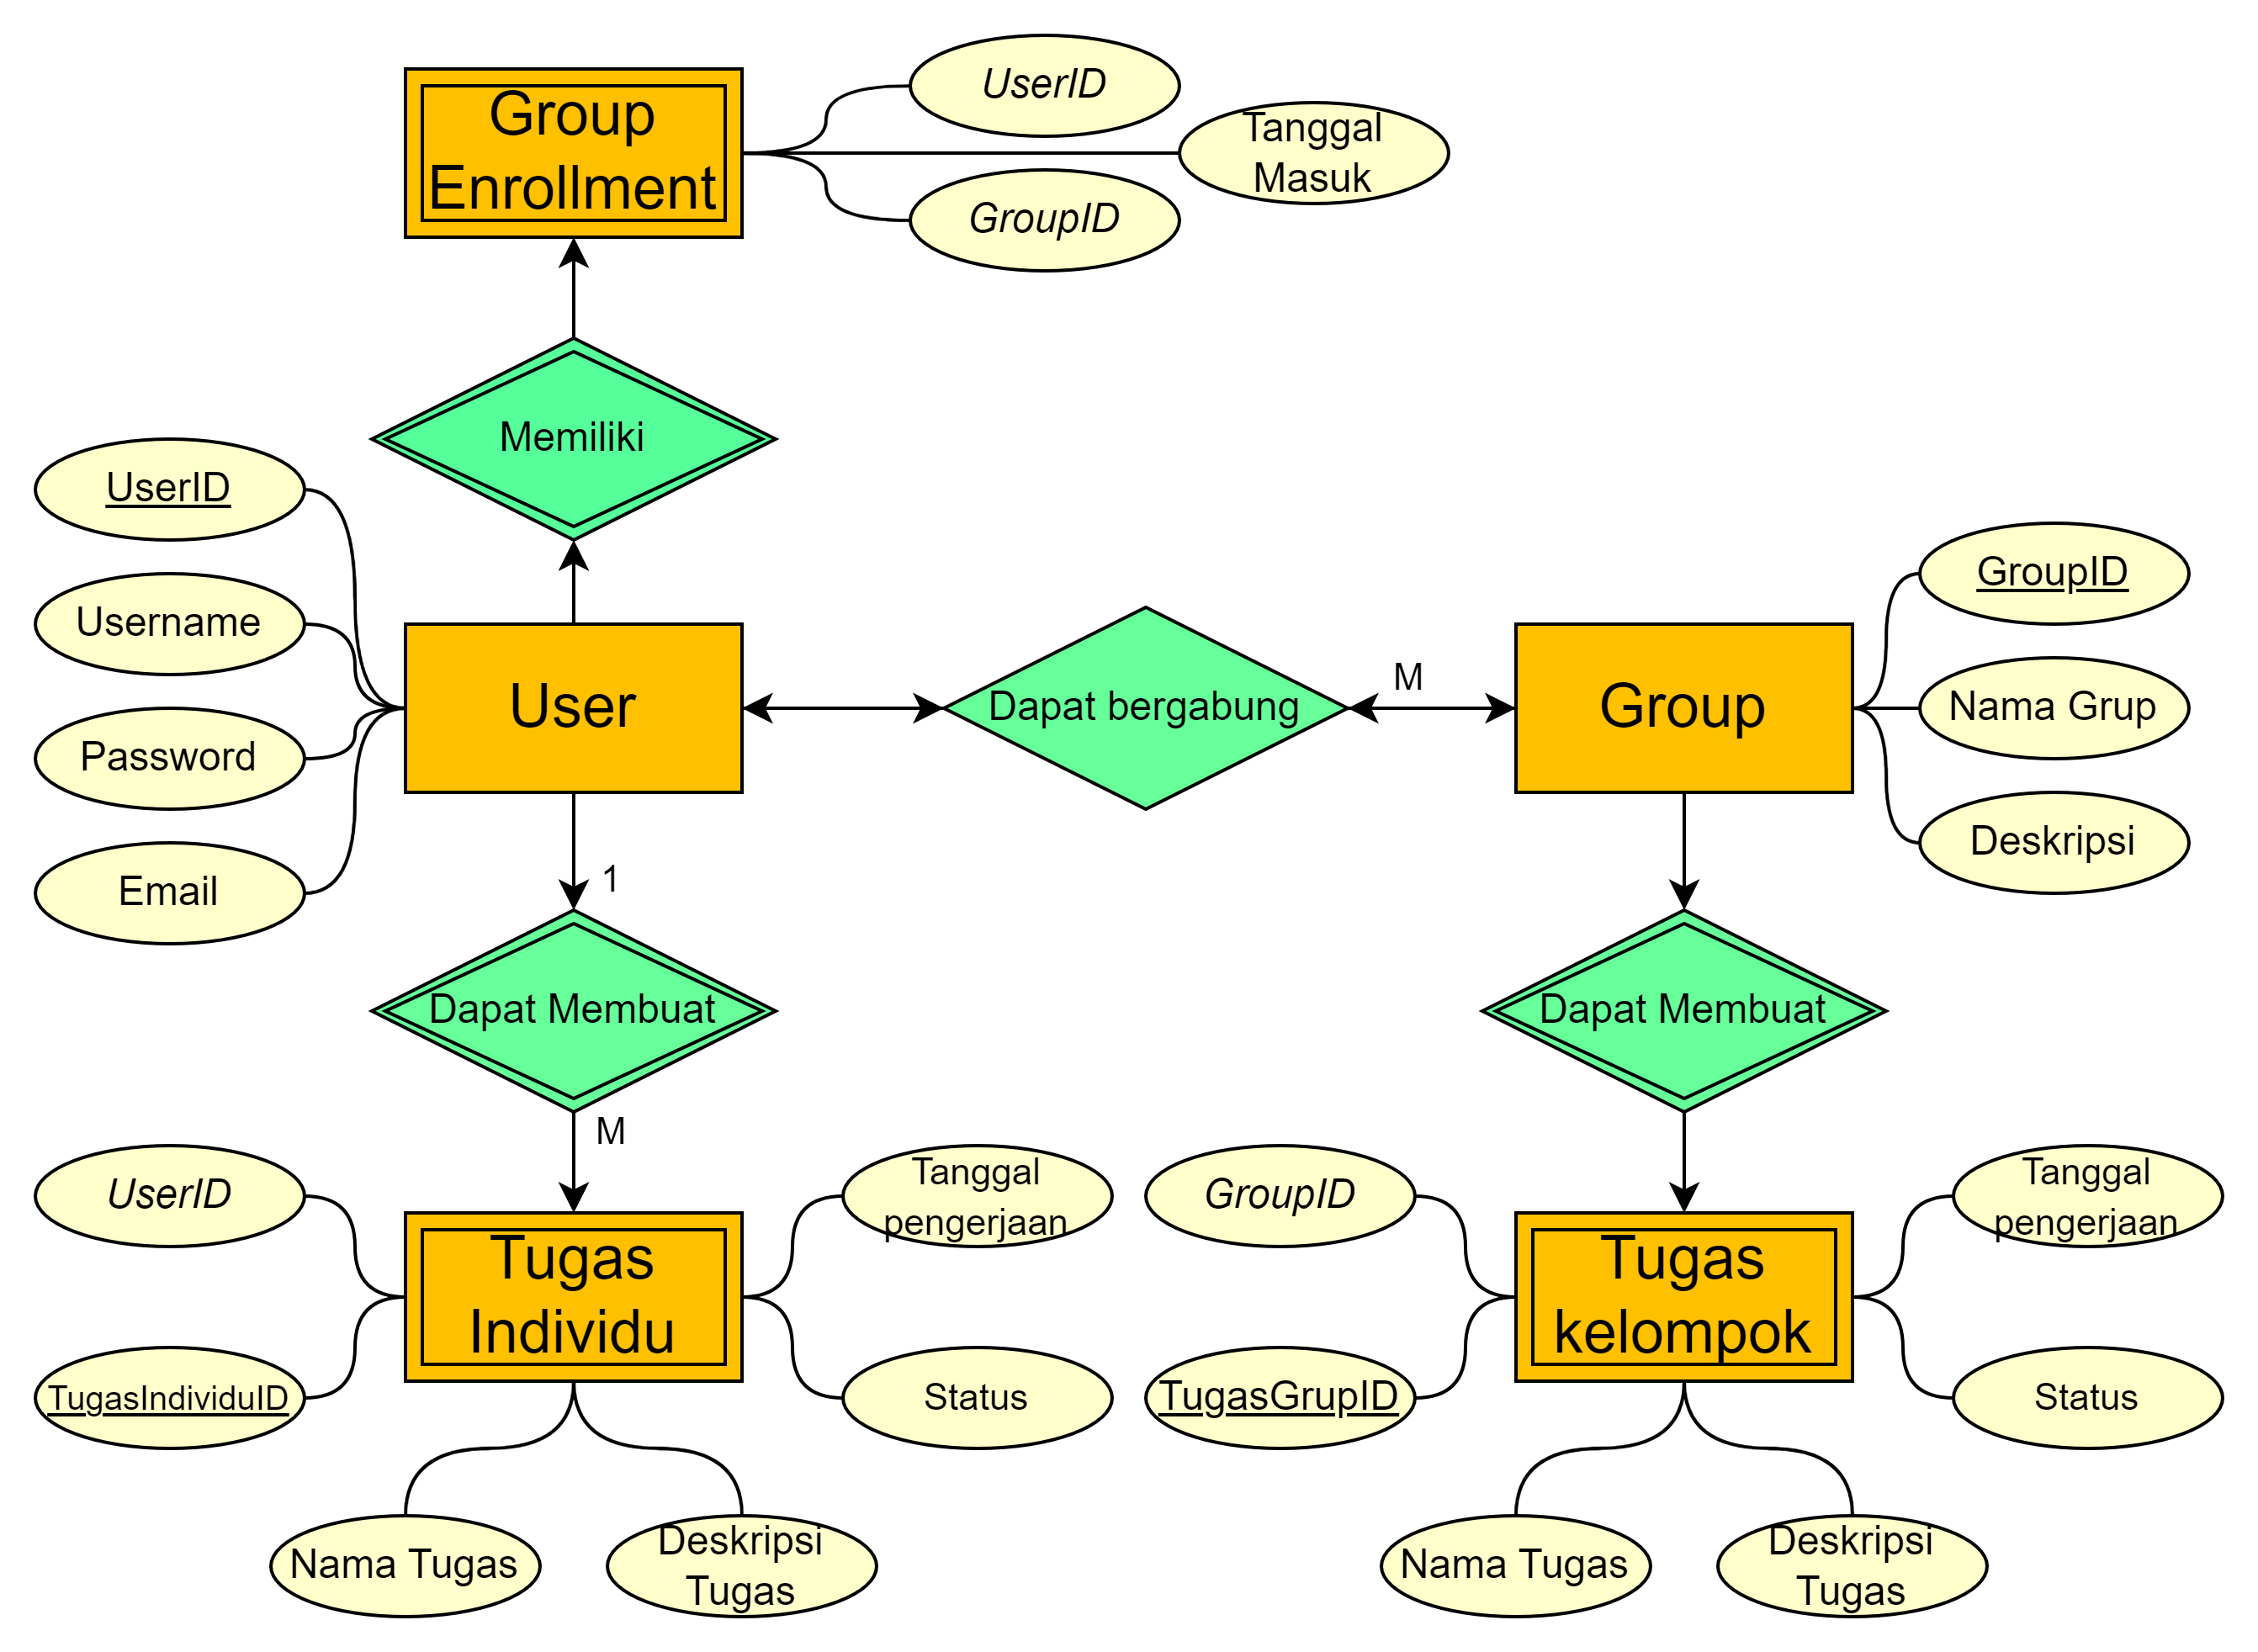 Group
Enrollment
UserID
Tanggal
Masuk
GroupID
Memiliki
UserID
Username
Password
Email
User
Dapat bergabung
M
Group
GroupID
Nama Grup
Deskripsi
1
Dapat Membuat
M
Dapat Membuat
UserID
TugasIndividuID
Tugas
Individu
Tanggal
pengerjaan
Status
Nama Tugas
Deskripsi
Tugas
GroupID
TugasGrupID
Tugas
kelompok
Tanggal
pengerjaan
Status
Nama Tugas
Deskripsi
Tugas